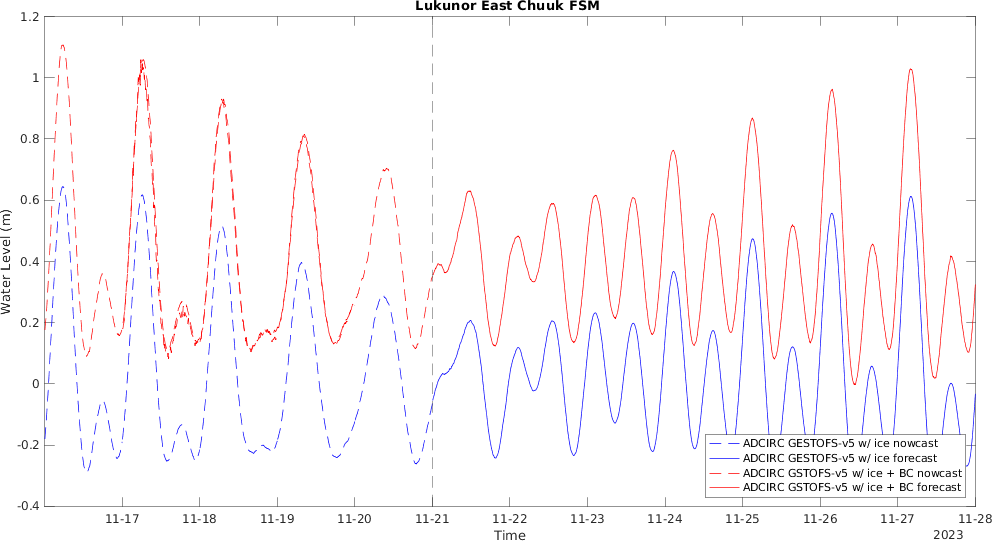 Lukunor East Chuuk FSM
1.2
1
0.8
0.6
0.4
0.2
0
-0.2
-0.4
Water Level (m)
ADCIRC GESTOFS-v5 w/ ice nowcast
ADCIRC GESTOFS-v5 w/ ice forecast
ADCIRC GSTOFS-v5 w/ ice + BC nowcast
ADCIRC GSTOFS-v5 w/ ice + BC forecast
11-17 11-18 11-19 11-20 11-21 11-22 11-23 11-24 11-25 11-26 11-27 11-28
Time
2023